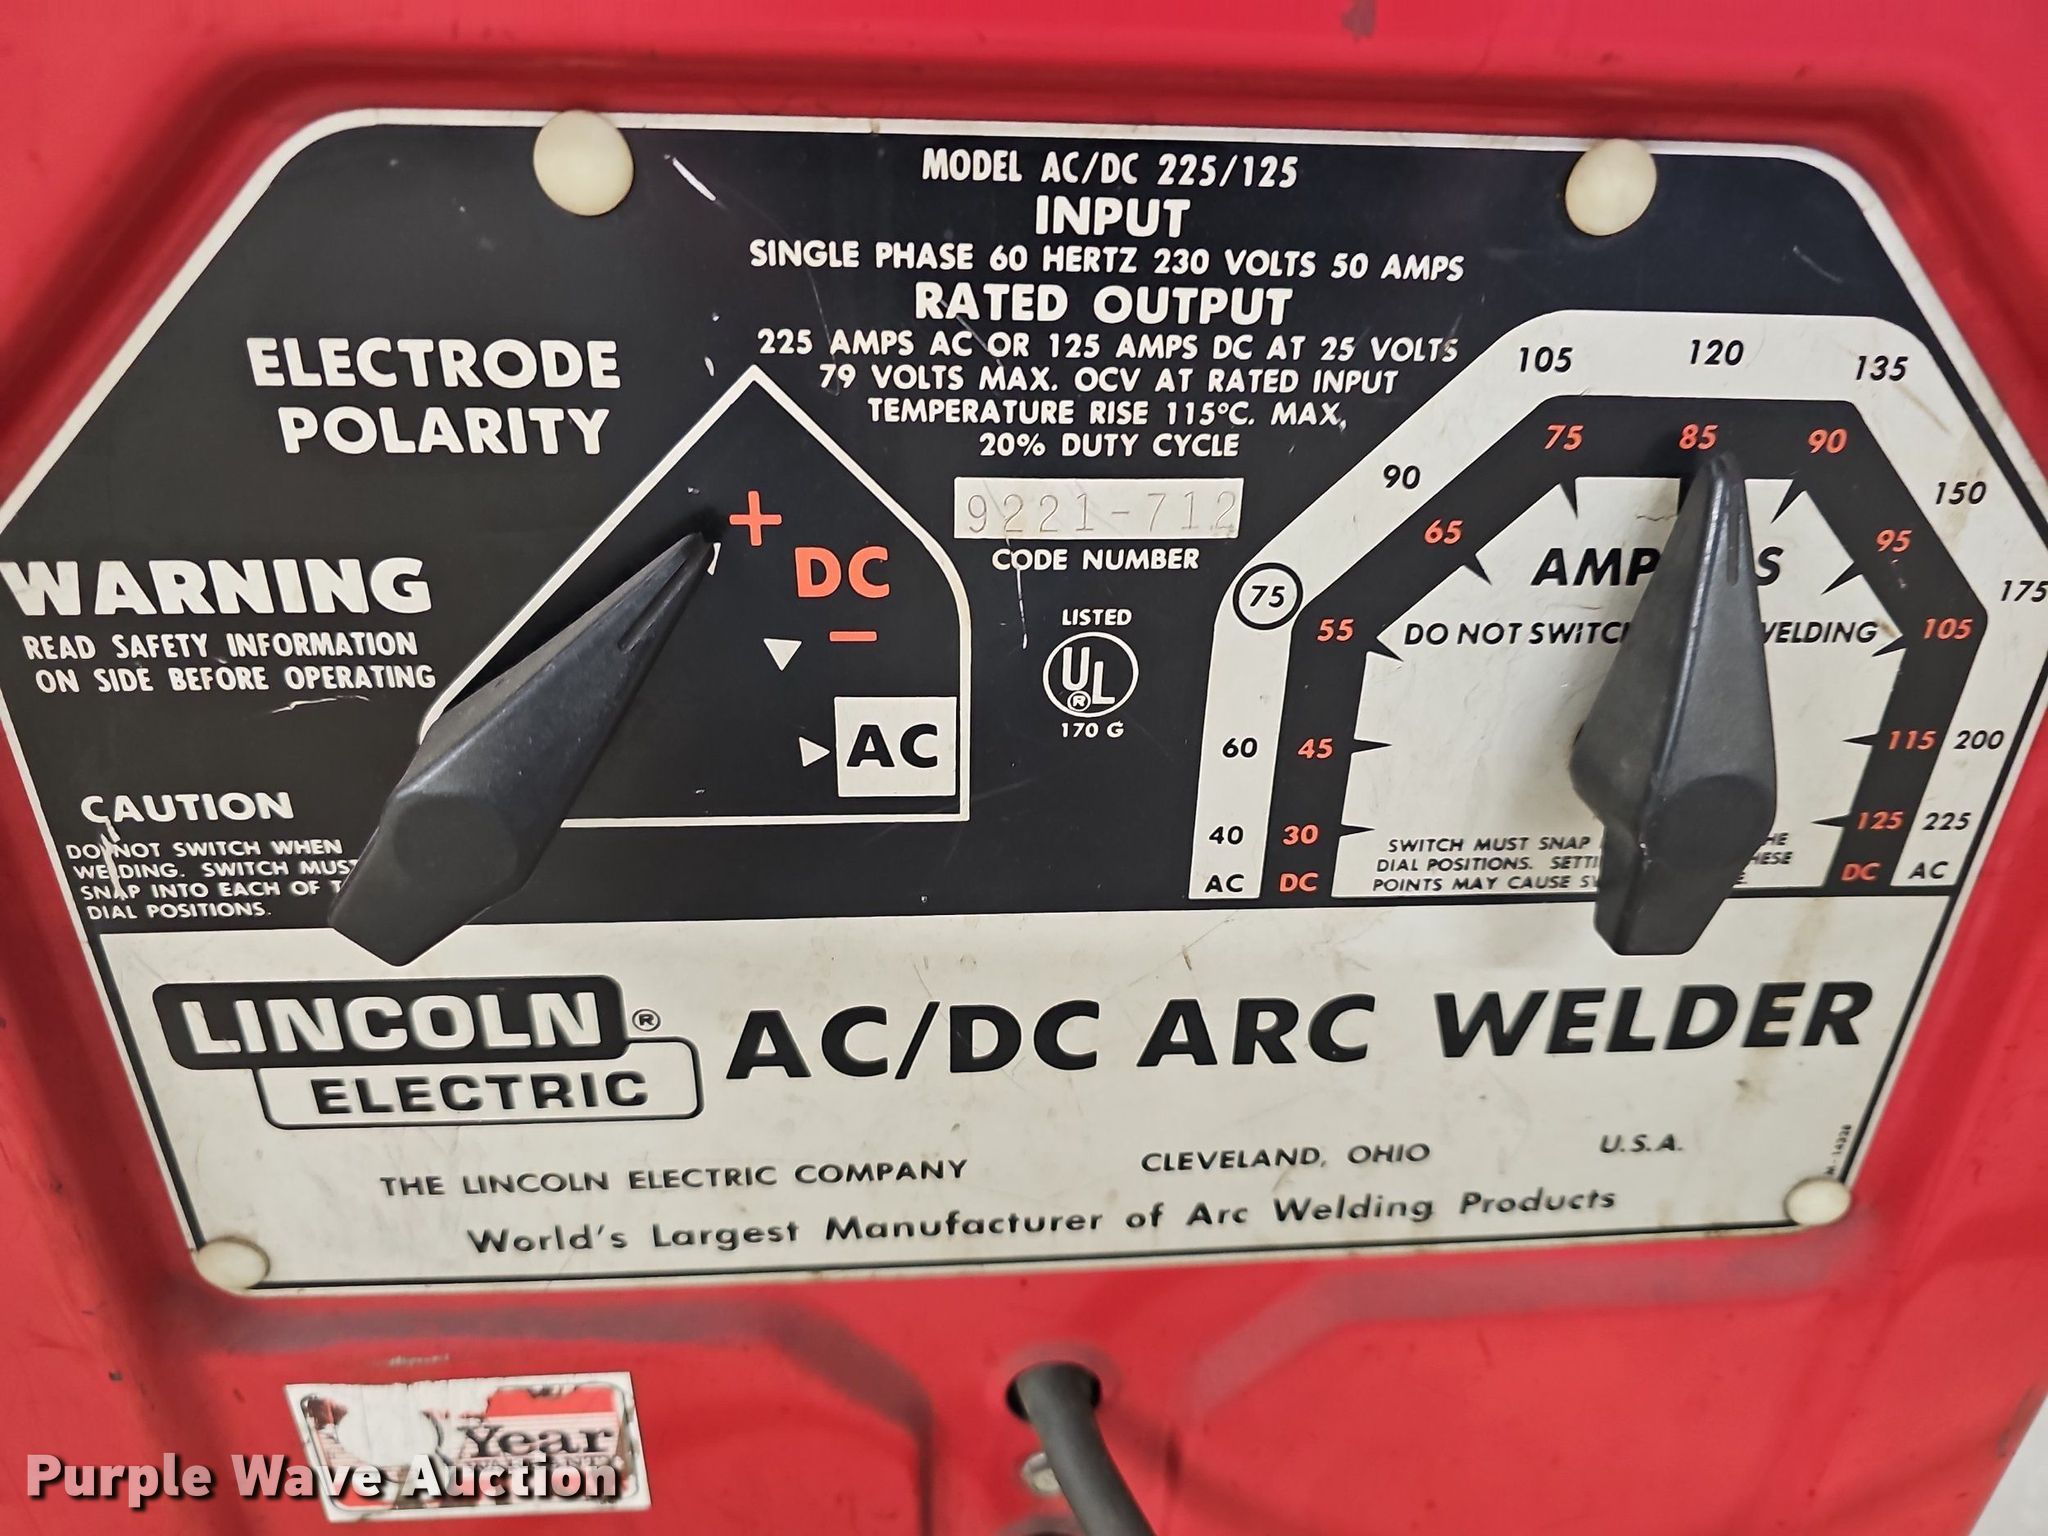 MODEL AC/DC 225/125
INPUT
SINGLE PHASE 60 HERTZ 230 VOLTS 50 AMPS
RATED OUTPUT
225 AMPS AC OR 125 AMPS DC AT 25 VOLTS
79 VOLTS MAX. OCV AT RATED INPUT
TEMPERATURE RISE 115°C. MAX,
20% DUTY CYCLE
9221-712
CODE NUMBER
LISTED
UL
®
170 G
ELECTRODE
POLARITY
+
DC
−
AC
WARNING
READ SAFETY INFORMATION
ON SIDE BEFORE OPERATING
CAUTION
DO NOT SWITCH WHEN
WELDING. SWITCH MUST
SNAP INTO EACH OF
DIAL POSITIONS.
105 120 135
75 85 90
90 150
65 95
75 175
55 105
AMP S
DO NOT SWITCH WELDING
60 45 115 200
40 30 125 225
AC DC DC AC
SWITCH MUST SNAP
DIAL POSITIONS.
POINTS MAY CAUSE
LINCOLN ®
ELECTRIC
AC/DC ARC WELDER
THE LINCOLN ELECTRIC COMPANY CLEVELAND, OHIO U.S.A.
World's Largest Manufacturer of Arc Welding Products
Year
Purple Wave Auction